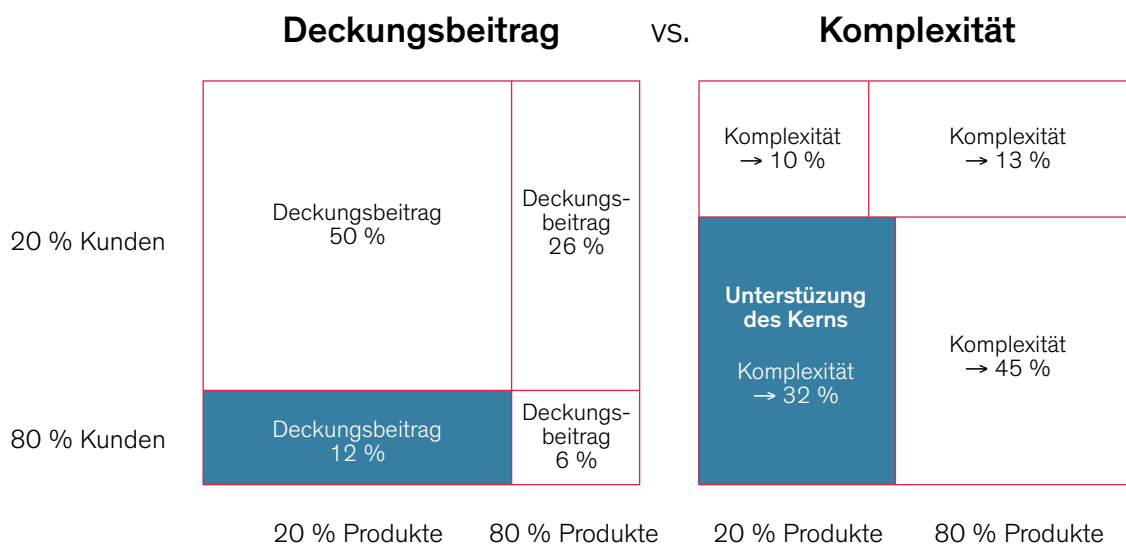 Deckungsbeitrag vs. Komplexität
Komplexität
→ 10 %
Komplexität
→ 13 %
20 % Kunden
Deckungsbeitrag
50 %
Deckungs-
beitrag
26 %
Unterstüzung
des Kerns
Komplexität
→ 32 %
Komplexität
→ 45 %
80 % Kunden
Deckungsbeitrag
12 %
Deckungs-
beitrag
6 %
20 % Produkte 80 % Produkte 20 % Produkte 80 % Produkte